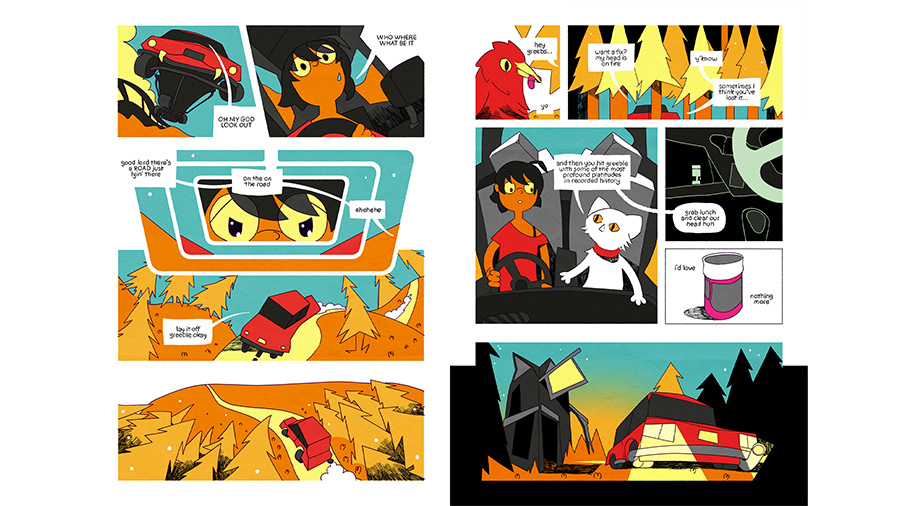 OH MY GOD
LOOK OUT
WHO WHERE
WHAT BE IT
good lord there's
a ROAD just
lyin' there
on the on
the road
ehehehe
lay it off
greeble okay
hey
greebs...
yo
want a fix?
my head is
on fire
y'know
sometimes I
think you've
lost it...
and then you hit greeble
with some of the most
profound platitudes
in recorded history
grab lunch
and clear our
head huh
i'd love
nothing
more